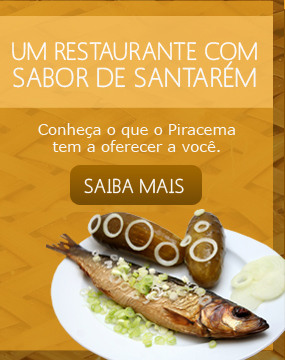 UM RESTAURANTE COM
SABOR DE SANTARÉM
Conheça o que o Piracema
tem a oferecer a você.
SAIBA MAIS